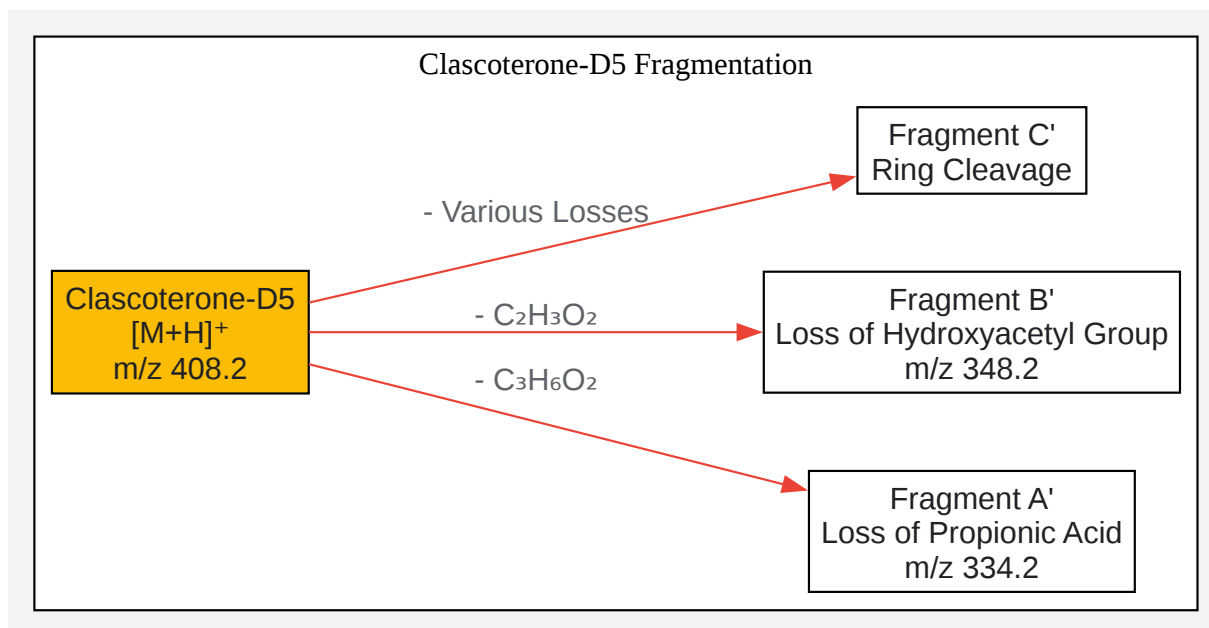 Clascoterone-D5 Fragmentation
Fragment C'
Ring Cleavage
- Various Losses
Clascoterone-D5
[M+H]⁺
m/z 408.2
- C₂H₃O₂
Fragment B'
Loss of Hydroxyacetyl Group
m/z 348.2
- C₃H₆O₂
Fragment A'
Loss of Propionic Acid
m/z 334.2